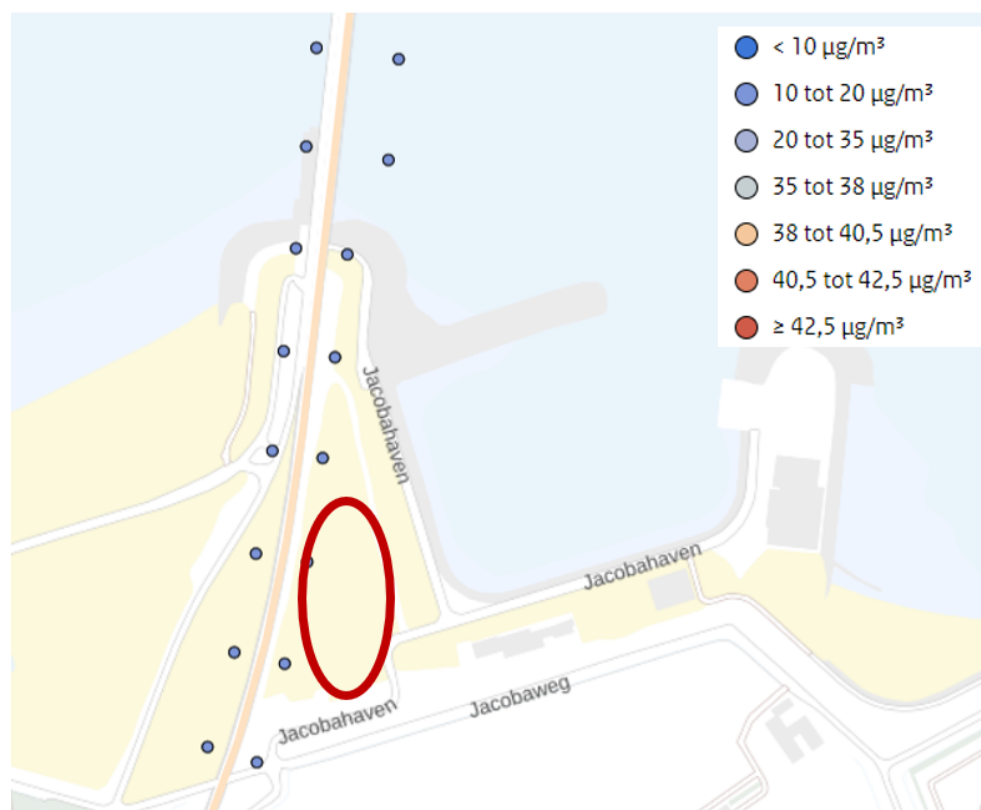 < 10 µg/m³
10 tot 20 µg/m³
20 tot 35 µg/m³
35 tot 38 µg/m³
38 tot 40,5 µg/m³
40,5 tot 42,5 µg/m³
≥ 42,5 µg/m³
Jacobahaven
Jacobahaven
Jacobaweg
Jacobahaven